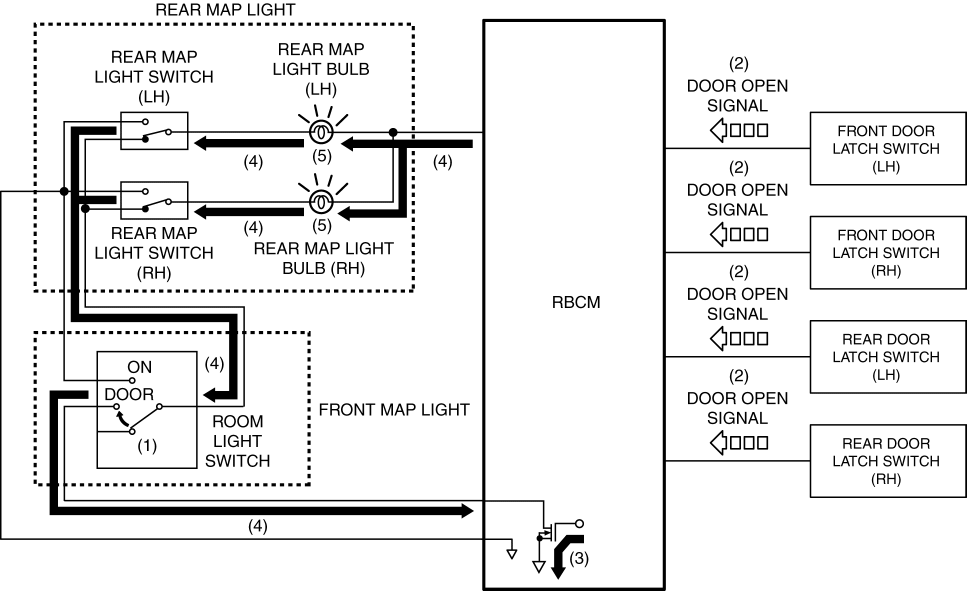 REAR MAP LIGHT
REAR MAP
LIGHT SWITCH
(LH)
REAR MAP
LIGHT BULB
(LH)
(4)
(5)
(4)
(4)
(5)
REAR MAP
LIGHT SWITCH
(RH)
REAR MAP LIGHT
BULB (RH)
(4)
ON
DOOR
(1)
ROOM
LIGHT
SWITCH
FRONT MAP LIGHT
(4)
RBCM
(3)
(2)
DOOR OPEN
SIGNAL
FRONT DOOR
LATCH SWITCH
(LH)
(2)
DOOR OPEN
SIGNAL
FRONT DOOR
LATCH SWITCH
(RH)
(2)
DOOR OPEN
SIGNAL
REAR DOOR
LATCH SWITCH
(LH)
(2)
DOOR OPEN
SIGNAL
REAR DOOR
LATCH SWITCH
(RH)